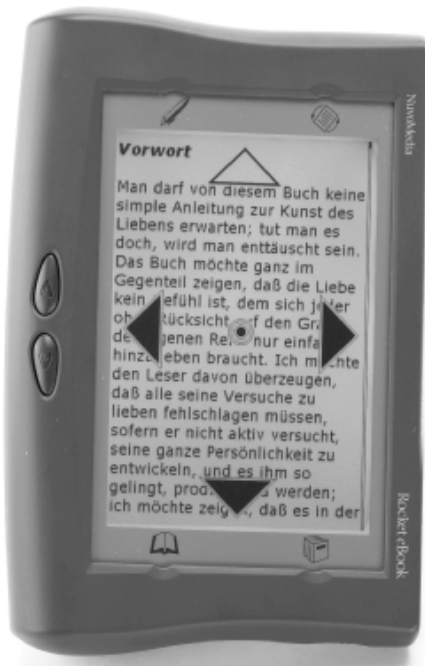 Vorwort
Man darf von diesem Buch keine
simple Anleitung zur Kunst des
Liebens erwarten; tut man es
doch, wird man enttäuscht sein.
Das Buch möchte ganz im
Gegenteil zeigen, daß die Liebe
kein Gefühl ist, dem sich jeder
Rücksicht den
nur
braucht. Ich möchte
den Leser davon überzeugen,
daß alle seine Versuche zu
lieben fehlschlagen müssen,
sofern er nicht aktiv versucht,
seine ganze Persönlichkeit zu
entwickeln, und es ihm so
gelingt, werden;
ich möchte daß es in der
NuvoMedia
Rocket eBook